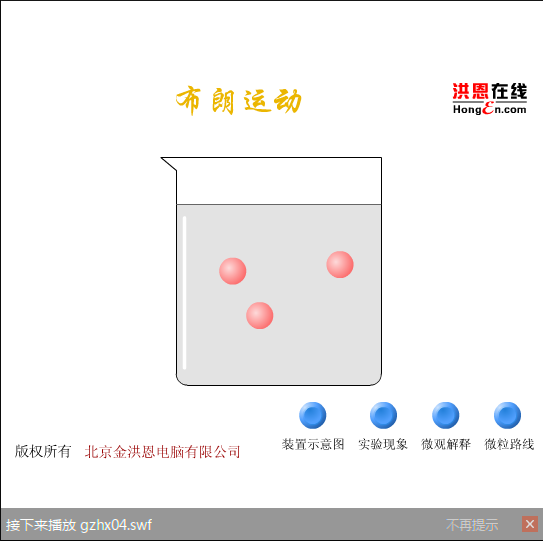 布朗运动
洪恩在线
HongEn.com
装置示意图
实验现象
微观解释
微粒路线
版权所有 北京金洪恩电脑有限公司
接下来播放 gzhx04.swf
不再提示